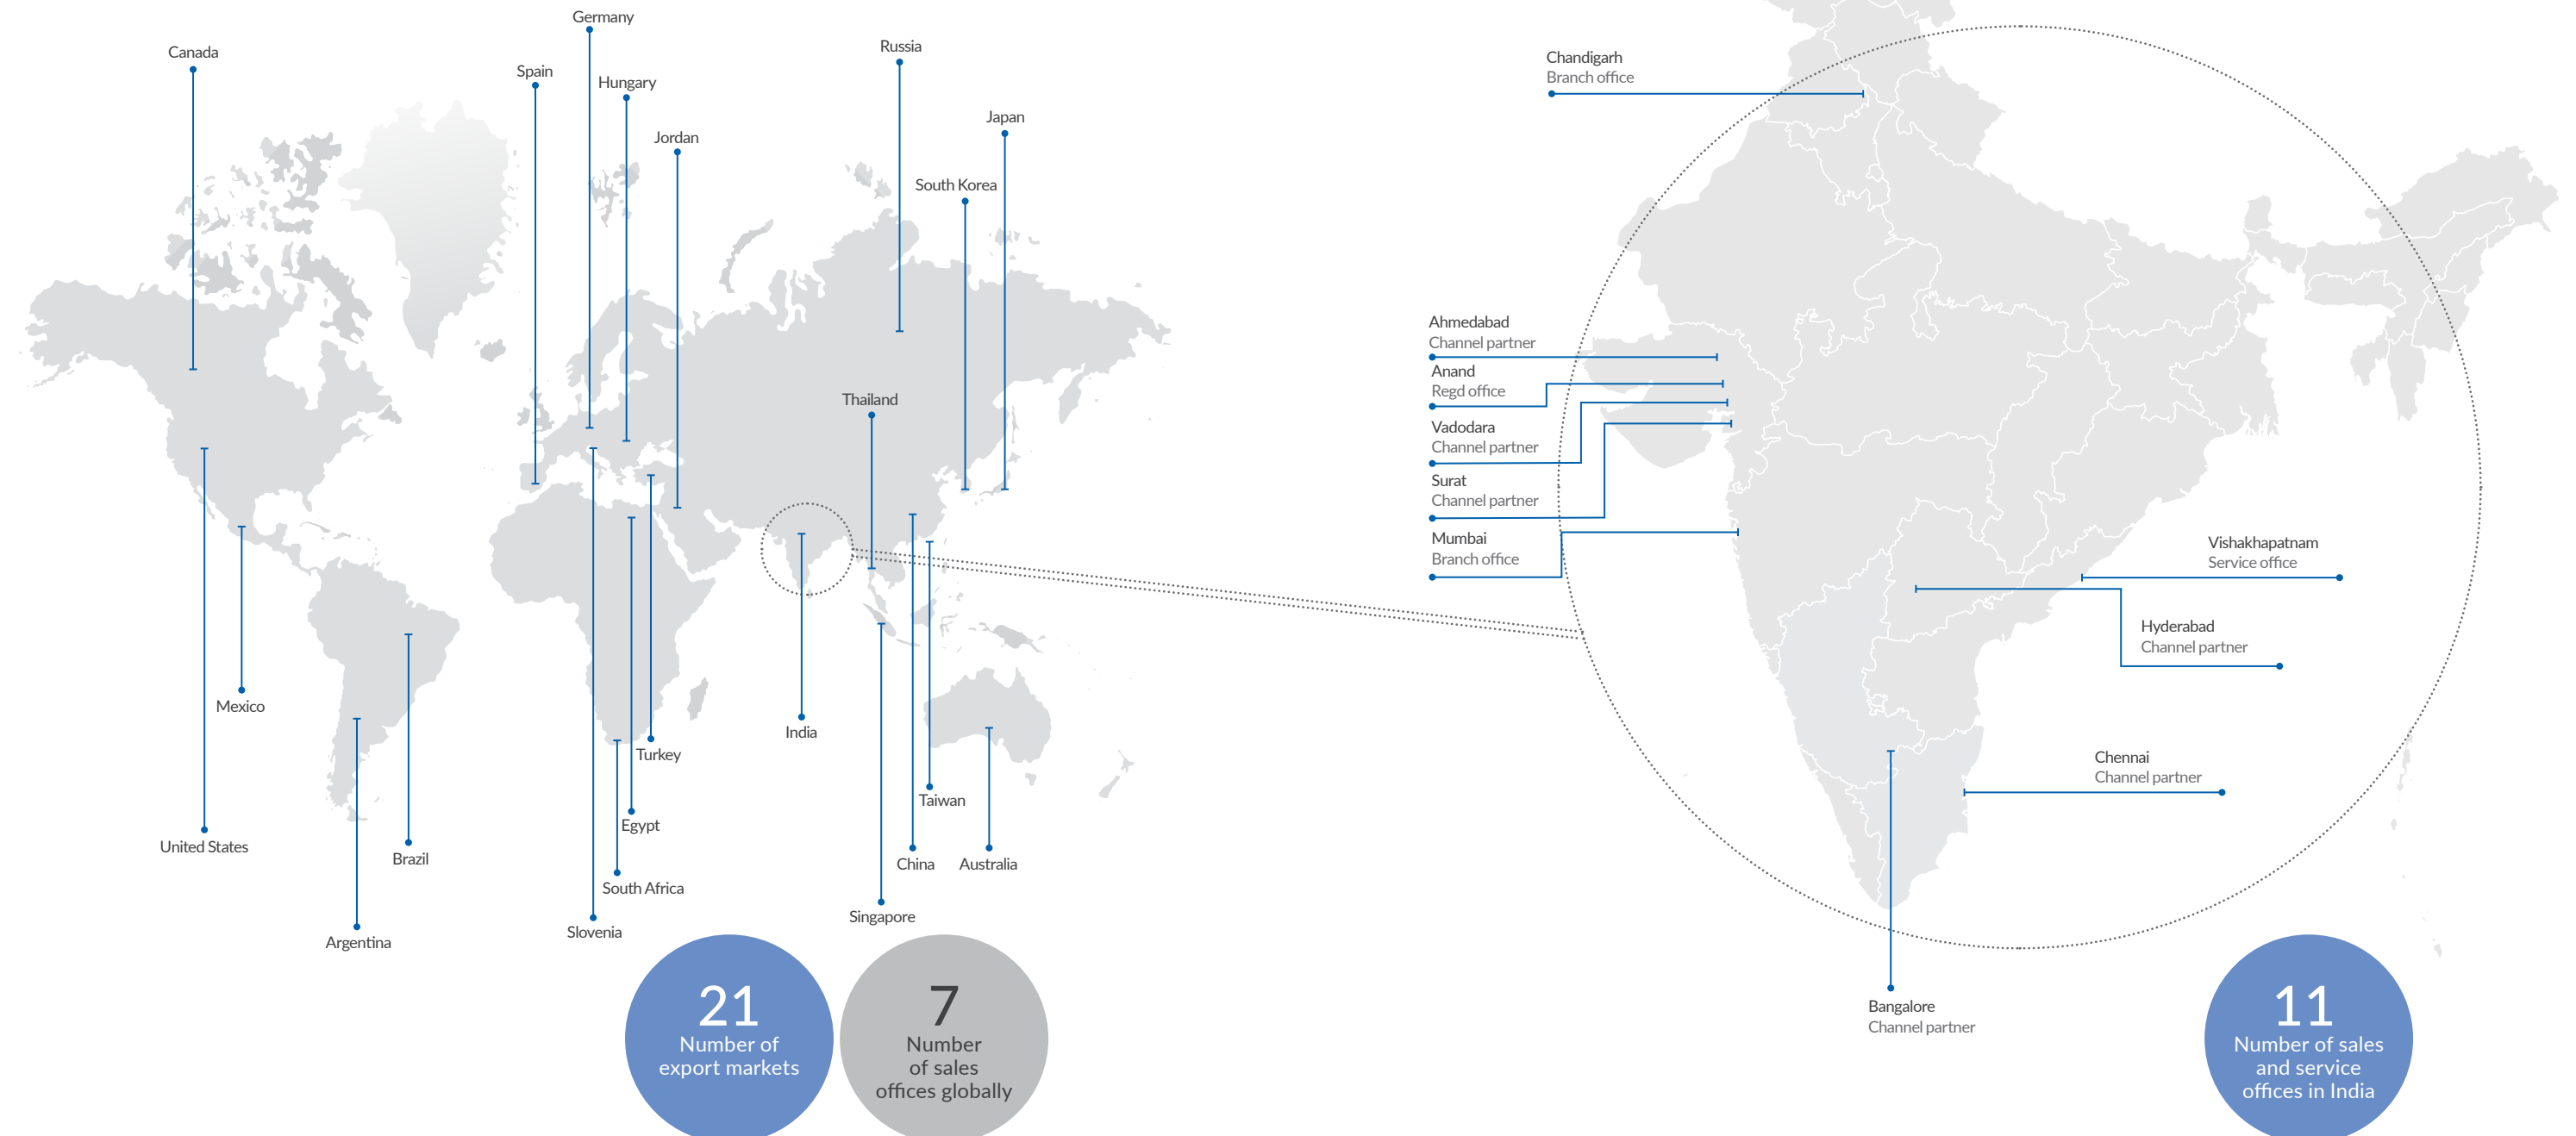 Germany
Canada
Spain
Hungary
Russia
Jordan
Japan
South Korea
Thailand
Mexico
India
Turkey
Taiwan
Egypt
United States
Brazil
China
Australia
South Africa
Singapore
Slovenia
Argentina
21
Number of
export markets
7
Number
of sales
offices globally
Chandigarh
Branch office
Ahmedabad
Channel partner
Anand
Regd office
Vadodara
Channel partner
Surat
Channel partner
Mumbai
Branch office
Vishakhapatnam
Service office
Hyderabad
Channel partner
Chennai
Channel partner
Bangalore
Channel partner
11
Number of sales
and service
offices in India